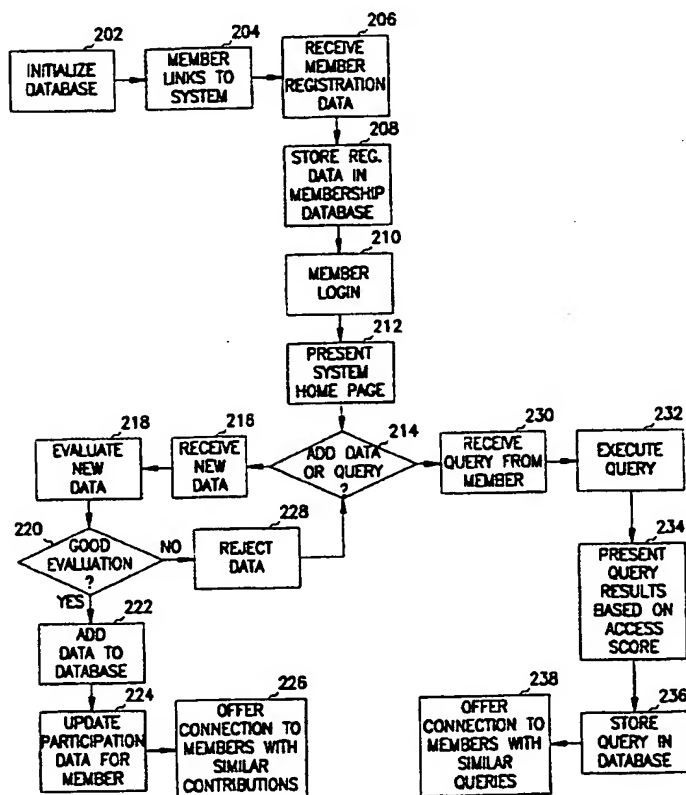 202
INITIALIZE
DATABASE
204
MEMBER
LINKS TO
SYSTEM
206
RECEIVE
MEMBER
REGISTRATION
DATA
208
STORE REG.
DATA IN
MEMBERSHIP
DATABASE
210
MEMBER
LOGIN
212
PRESENT
SYSTEM
HOME PAGE
214
ADD DATA
OR QUERY
?
216
RECEIVE
NEW
DATA
218
EVALUATE
NEW
DATA
220
GOOD
EVALUATION
?
NO
228
REJECT
DATA
YES
222
ADD
DATA TO
DATABASE
224
UPDATE
PARTICIPATION
DATA FOR
MEMBER
226
OFFER
CONNECTION TO
MEMBERS WITH
SIMILAR
CONTRIBUTIONS
230
RECEIVE
QUERY FROM
MEMBER
232
EXECUTE
QUERY
234
PRESENT
QUERY
RESULTS
BASED ON
ACCESS
SCORE
236
STORE
QUERY IN
DATABASE
238
OFFER
CONNECTION TO
MEMBERS WITH
SIMILAR
QUERIES